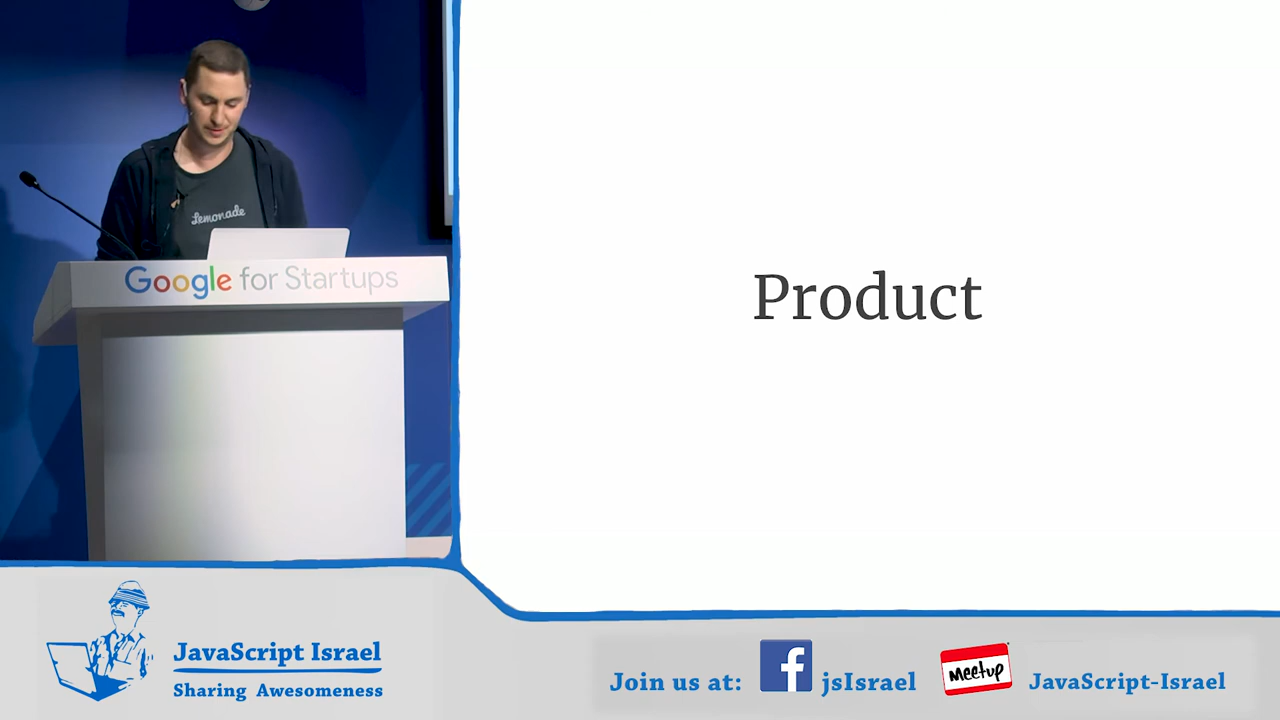 Lemonade
Google for Startups
Product
JavaScript Israel
Sharing Awesomeness
Join us at:
f
jsIsrael
Meetup
JavaScript-Israel